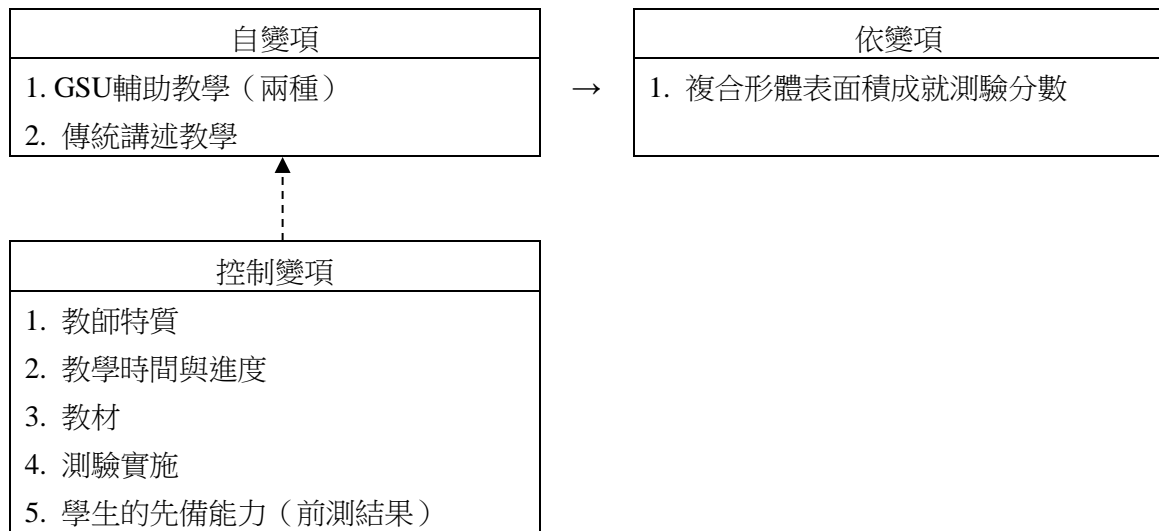 自變項
1. GSU輔助教學（兩種）
2. 傳統講述教學
→
依變項
1. 複合形體表面積成就測驗分數
控制變項
1. 教師特質
2. 教學時間與進度
3. 教材
4. 測驗實施
5. 學生的先備能力（前測結果）